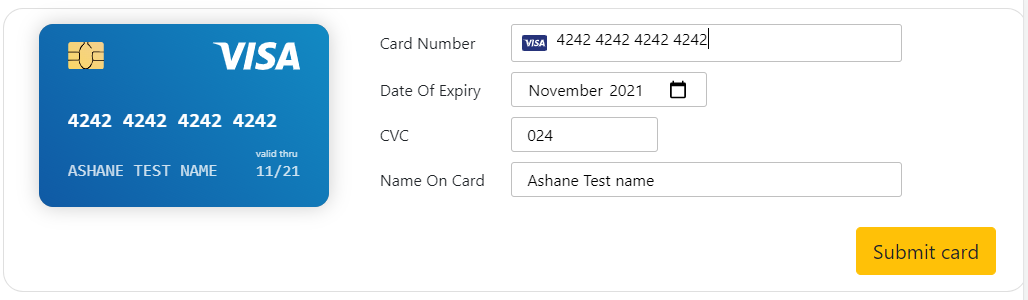 VISA
4242 4242 4242 4242
valid thru
ASHANE TEST NAME 11/21
Card Number VISA 4242 4242 4242 4242
Date Of Expiry November 2021
CVC 024
Name On Card Ashane Test name
Submit card